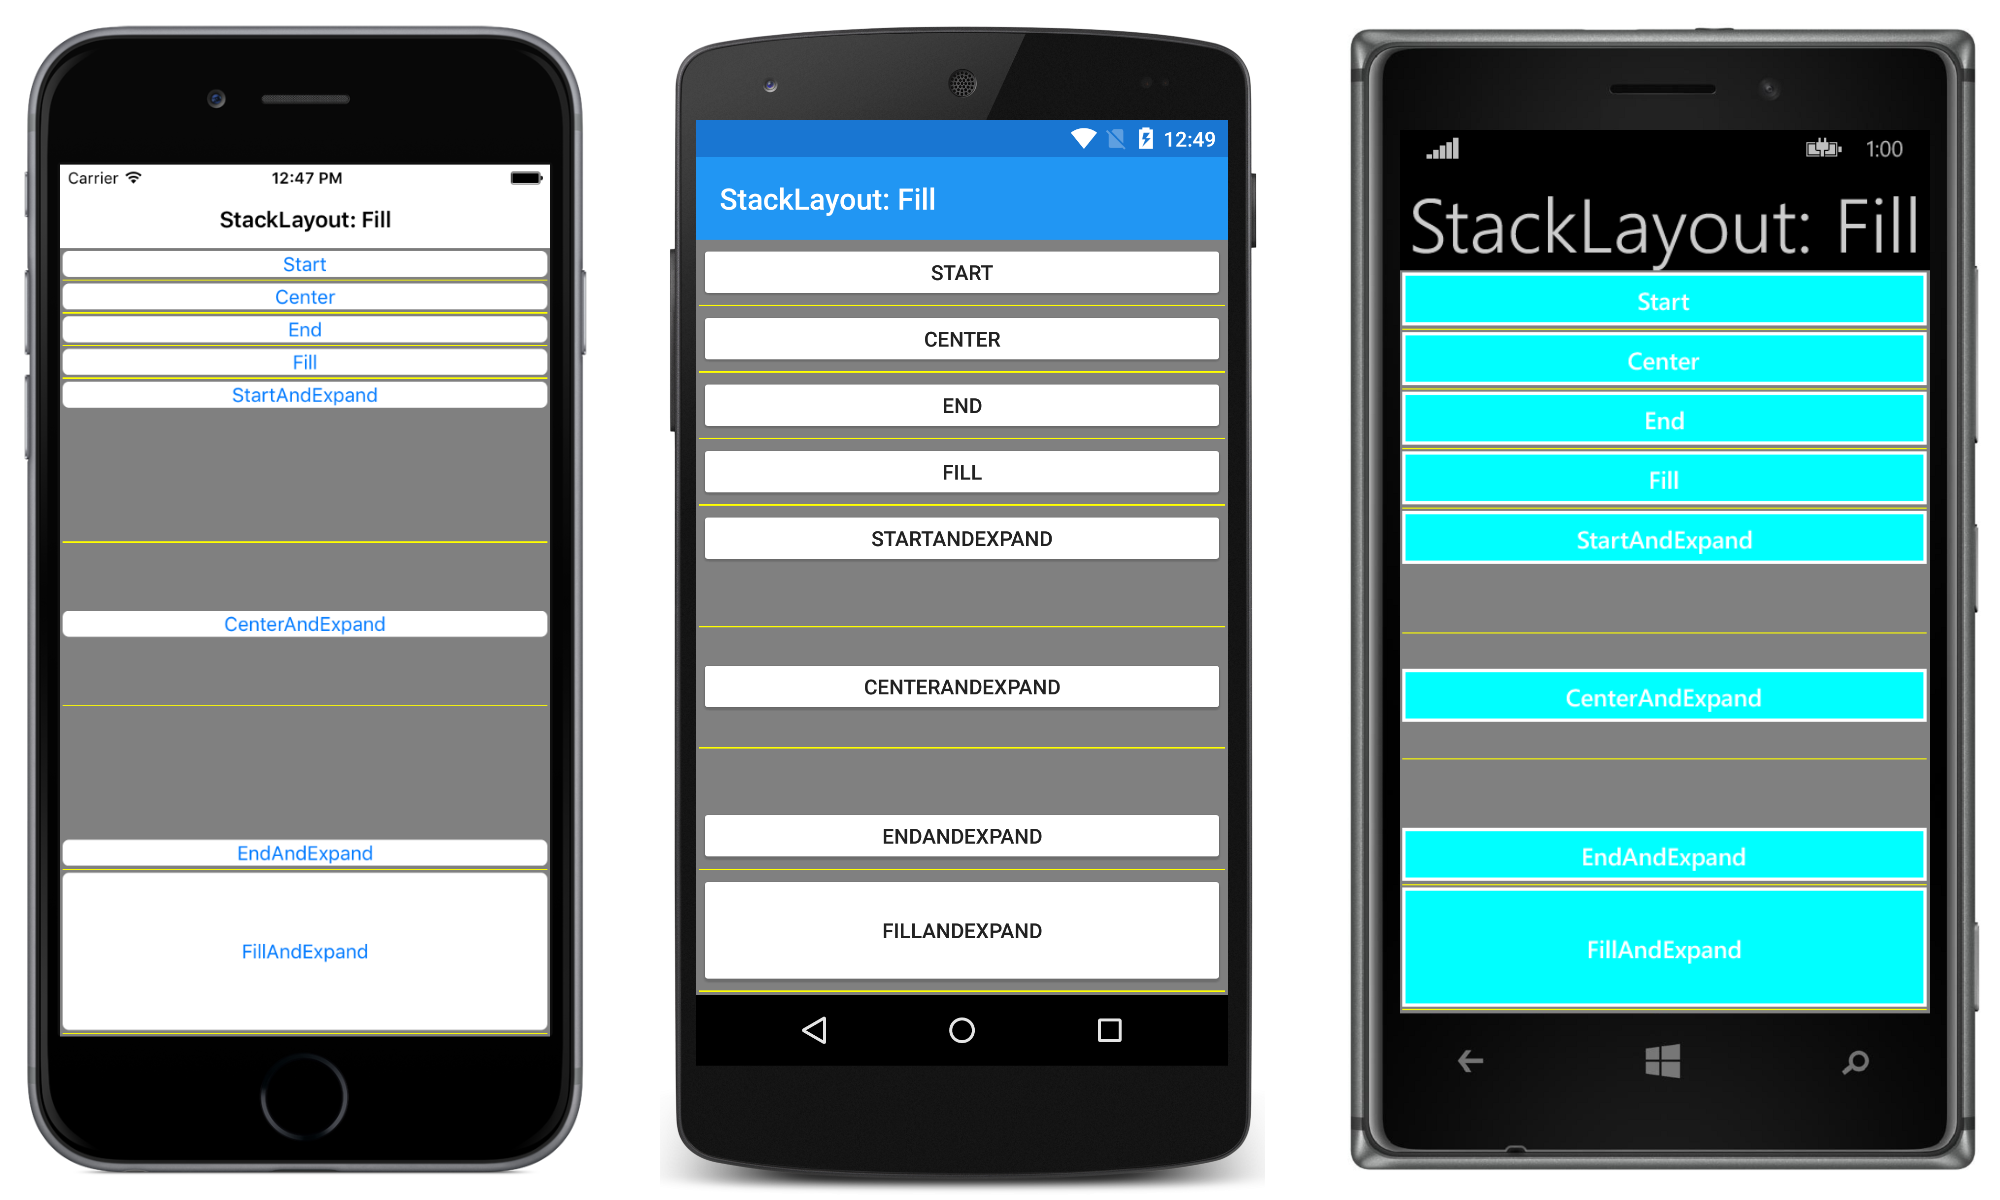 Carrier 12:47 PM
StackLayout: Fill
Start
Center
End
Fill
StartAndExpand
CenterAndExpand
EndAndExpand
FillAndExpand
12:49
StackLayout: Fill
START
CENTER
END
FILL
STARTANDEXPAND
CENTERANDEXPAND
ENDANDEXPAND
FILLANDEXPAND
1:00
StackLayout: Fill
Start
Center
End
Fill
StartAndExpand
CenterAndExpand
EndAndExpand
FillAndExpand